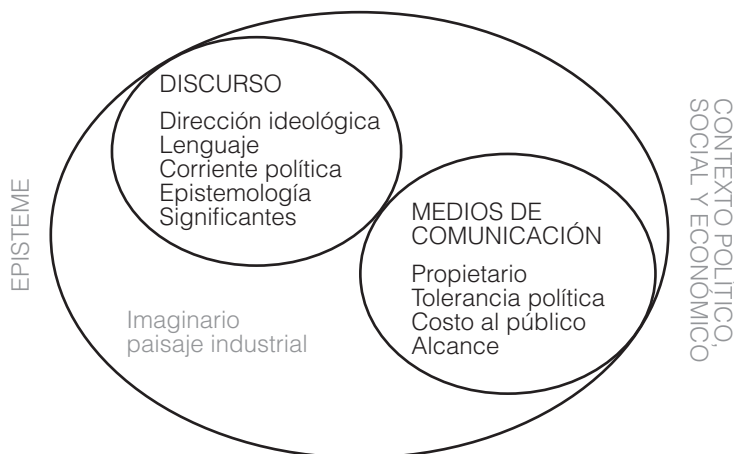 EPISTEME
DISCURSO
Dirección ideológica
Lenguaje
Corriente política
Epistemología
Significantes
MEDIOS DE
COMUNICACIÓN
Propietario
Tolerancia política
Costo al público
Alcance
Imaginario
paisaje industrial
CONTEXTO POLÍTICO,
SOCIAL Y ECONÓMICO